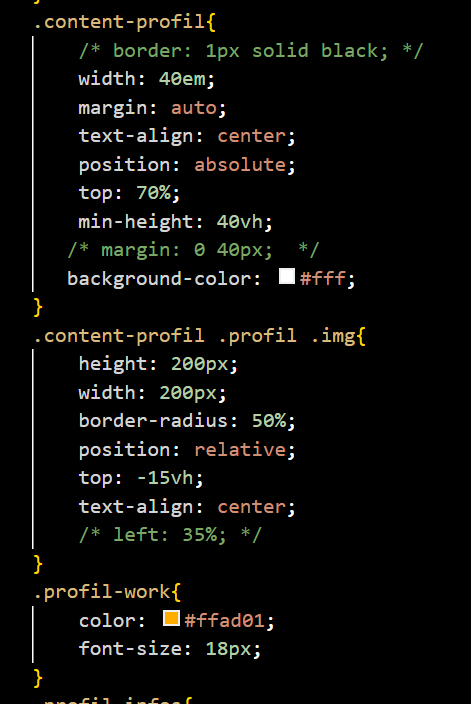 .content-profil{
/* border: 1px solid black; */
width: 40em;
margin: auto;
text-align: center;
position: absolute;
top: 70%;
min-height: 40vh;
/* margin: 0 40px;  */
background-color: #fff;
}
.content-profil .profil .img{
height: 200px;
width: 200px;
border-radius: 50%;
position: relative;
top: -15vh;
text-align: center;
/* left: 35%; */
}
.profil-work{
color: #ffad01;
font-size: 18px;
}